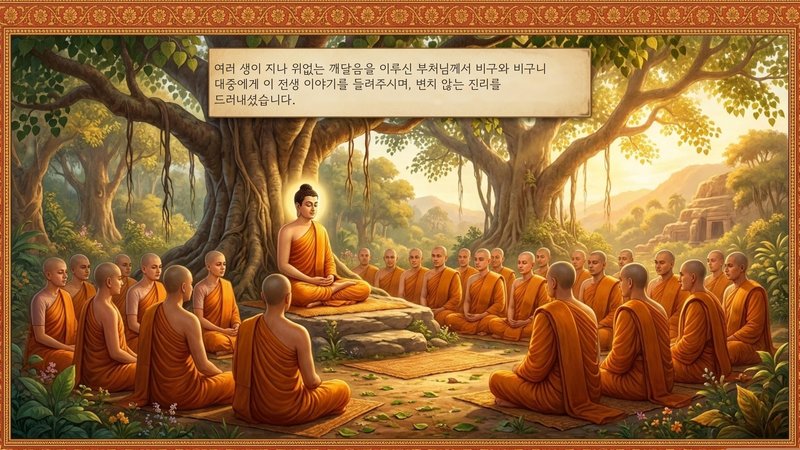 여러 생이 지나 위없는 깨달음을 이루신 부처님께서 비구와 비구니
대중에게 이 전생 이야기를 들려주시며, 변치 않는 진리를
드러내셨습니다.